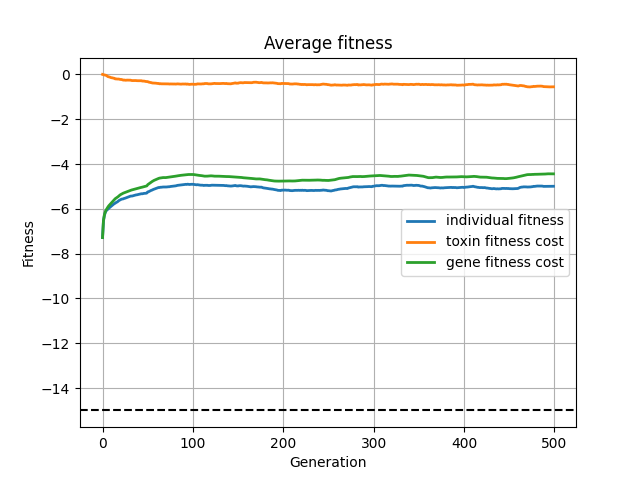 Average fitness
Fitness
0
−2
−4
−6
−8
−10
−12
−14
individual fitness
toxin fitness cost
gene fitness cost
0 100 200 300 400 500
Generation